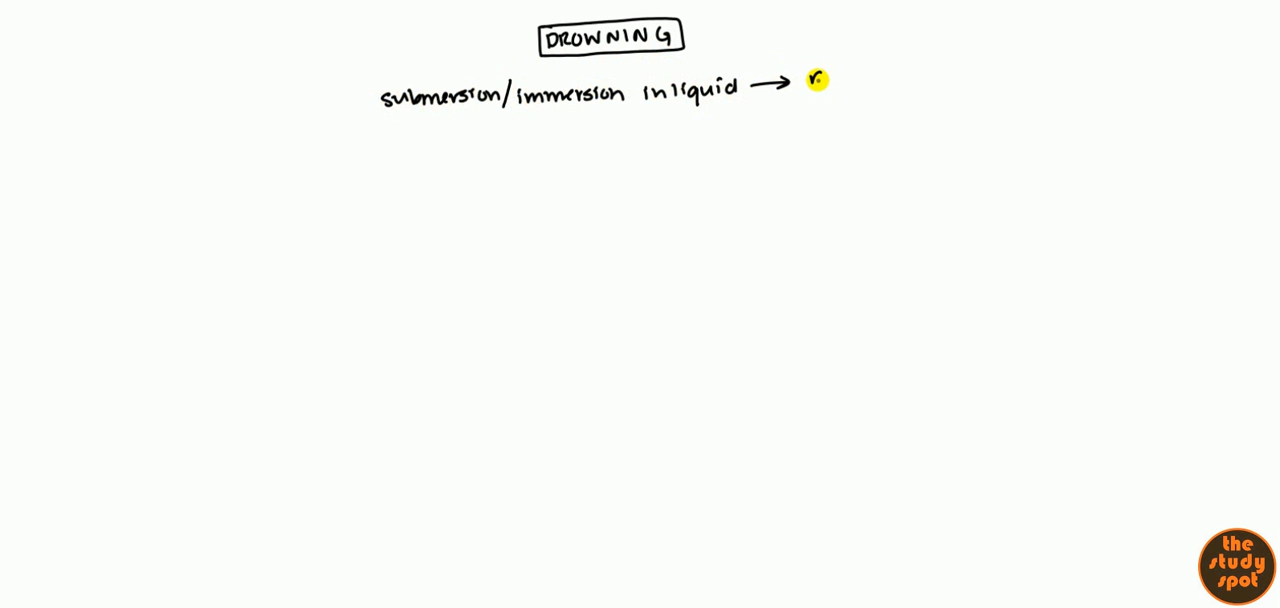 DROWNING
submersion/immersion in liquid → r
the
study
spot